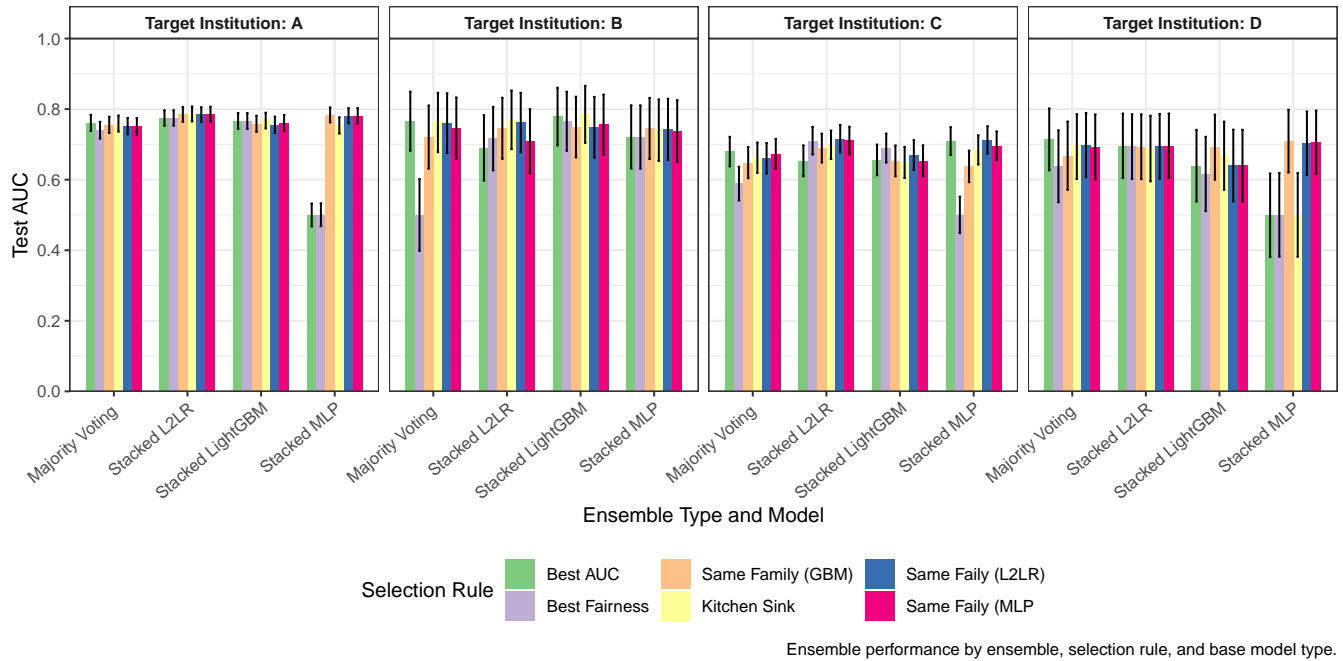 Target Institution: A
Target Institution: B
Target Institution: C
Target Institution: D
Test AUC
1.0
0.8
0.6
0.4
0.2
0.0
Majority Voting
Stacked L2LR
Stacked LightGBM
Stacked MLP
Majority Voting
Stacked L2LR
Stacked LightGBM
Stacked MLP
Majority Voting
Stacked L2LR
Stacked LightGBM
Stacked MLP
Majority Voting
Stacked L2LR
Stacked LightGBM
Stacked MLP
Ensemble Type and Model
Selection Rule
Best AUC
Best Fairness
Same Family (GBM)
Kitchen Sink
Same Faily (L2LR)
Same Faily (MLP
Ensemble performance by ensemble, selection rule, and base model type.